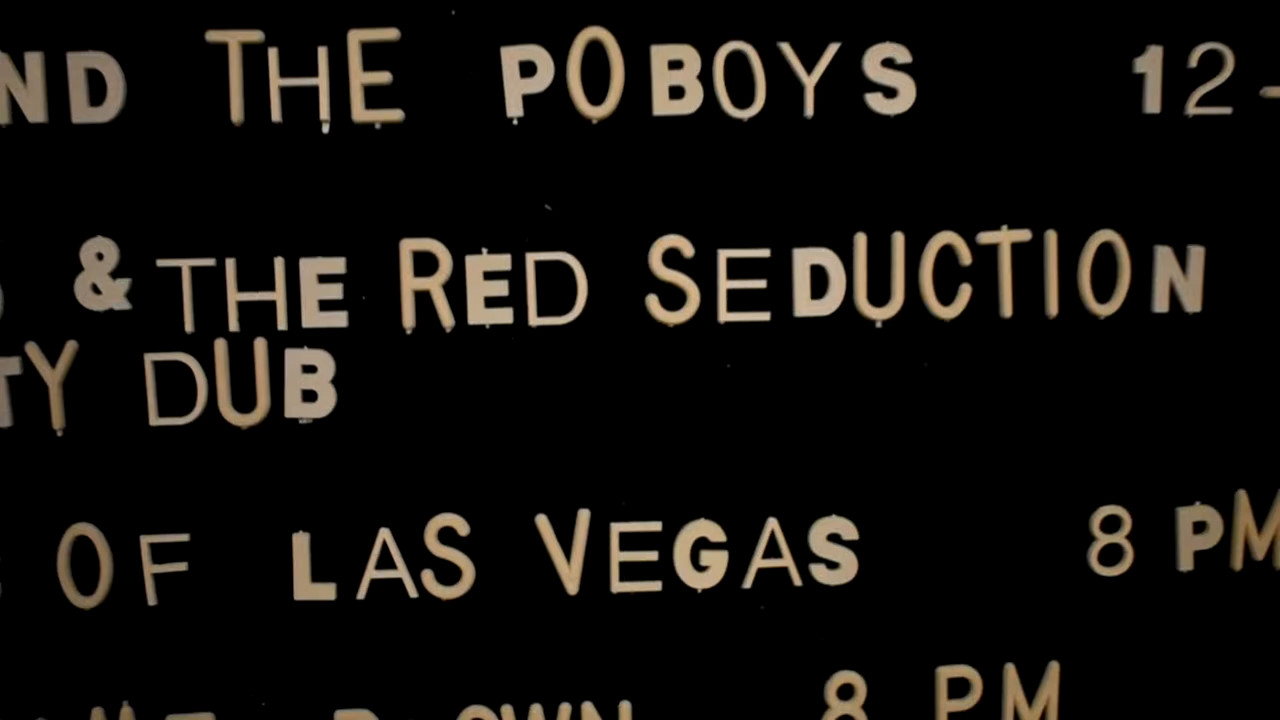 ND THE POBOYS 12-
& THE RED SEDUCTION
TY DUB
OF LAS VEGAS 8 PM
8 PM